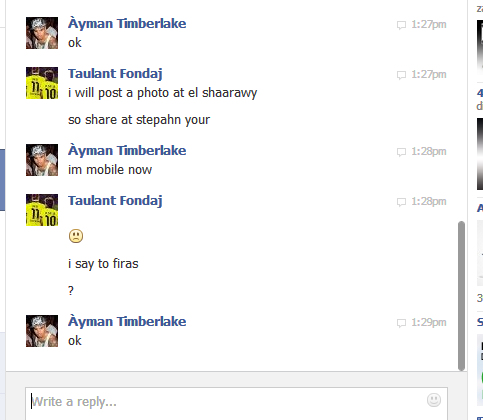 Àyman Timberlake 1:27pm
ok
Taulant Fondaj 1:27pm
i will post a photo at el shaarawy
so share at stepahn your
Àyman Timberlake 1:28pm
im mobile now
Taulant Fondaj 1:28pm
i say to firas
?
Àyman Timberlake 1:29pm
ok
Write a reply...